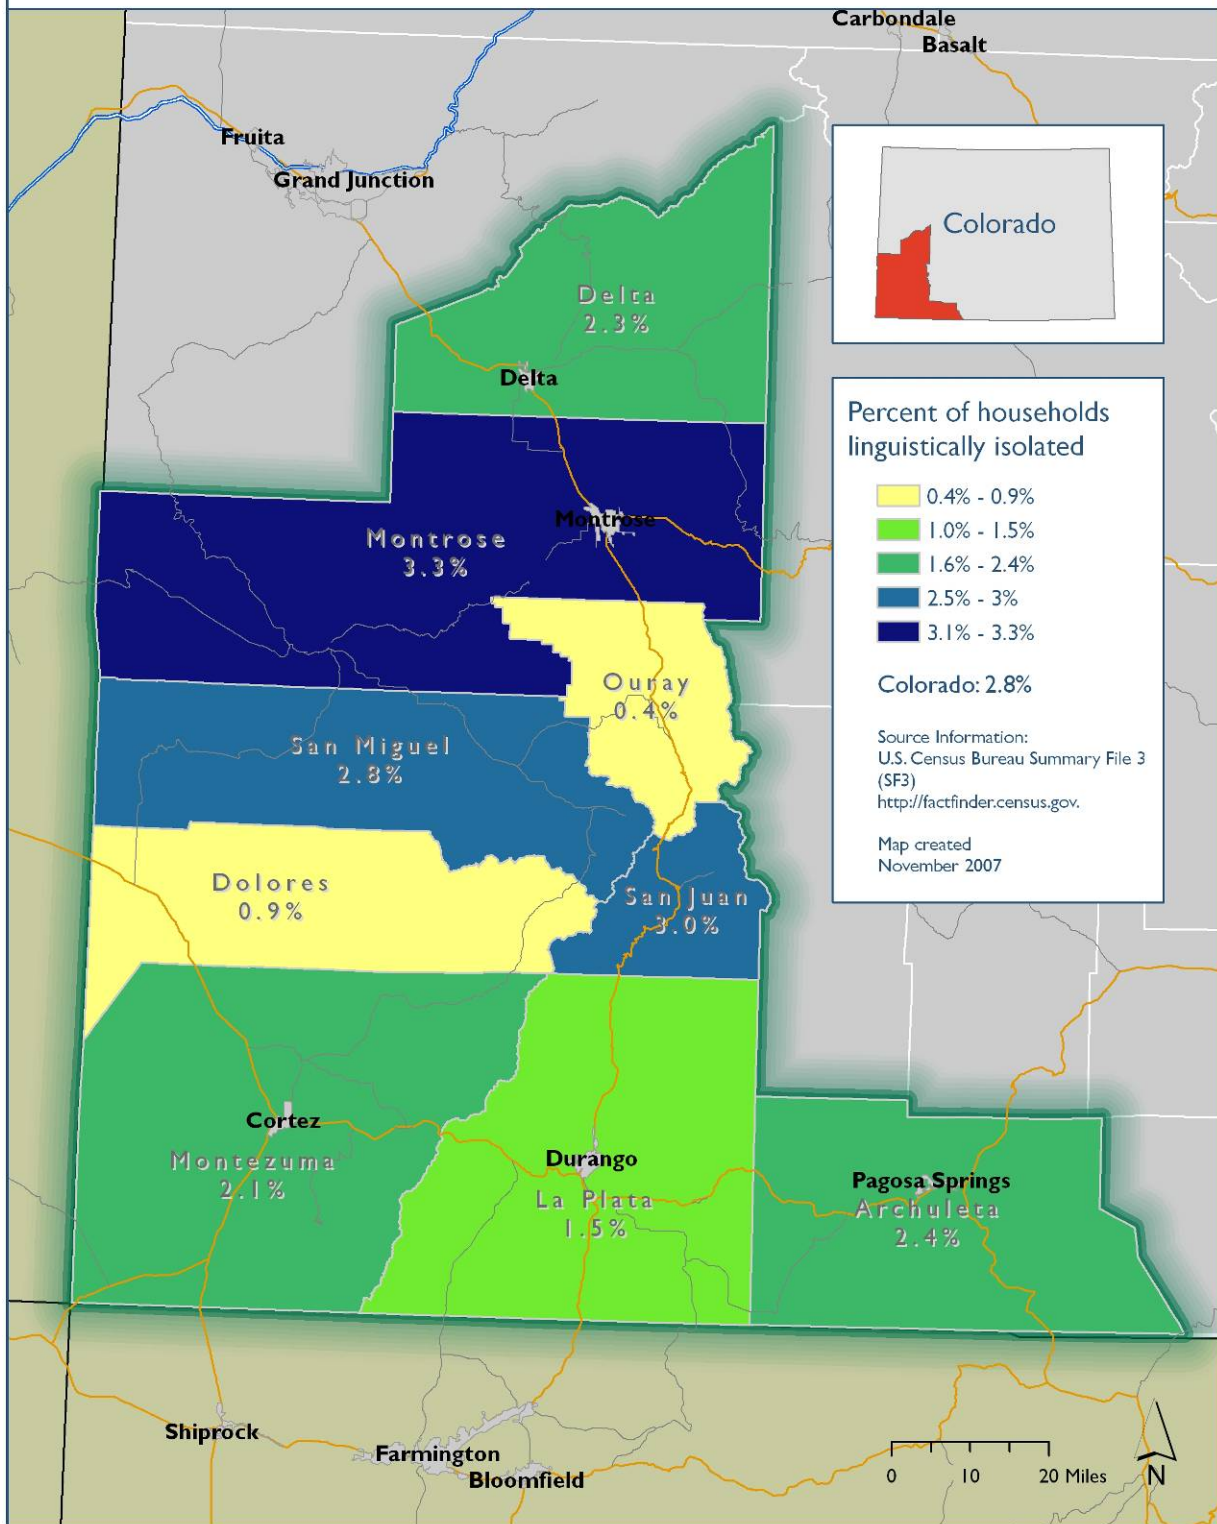 Carbondale
Basalt
Fruita
Grand Junction
Colorado
Delta
2.3%
Delta
Percent of households
linguistically isolated
0.4% - 0.9%
1.0% - 1.5%
1.6% - 2.4%
2.5% - 3%
3.1% - 3.3%
Colorado: 2.8%
Source Information:
U.S. Census Bureau Summary File 3
(SF3)
http://factfinder.census.gov.
Map created
November 2007
Montrose
Montrose
3.3%
Ouray
0.4%
San Miguel
2.8%
Dolores
0.9%
San Juan
3.0%
Cortez
Montezuma
2.1%
Durango
La Plata
1.5%
Pagosa Springs
Archuleta
2.4%
Shiprock
Farmington
Bloomfield
0 10 20 Miles
N